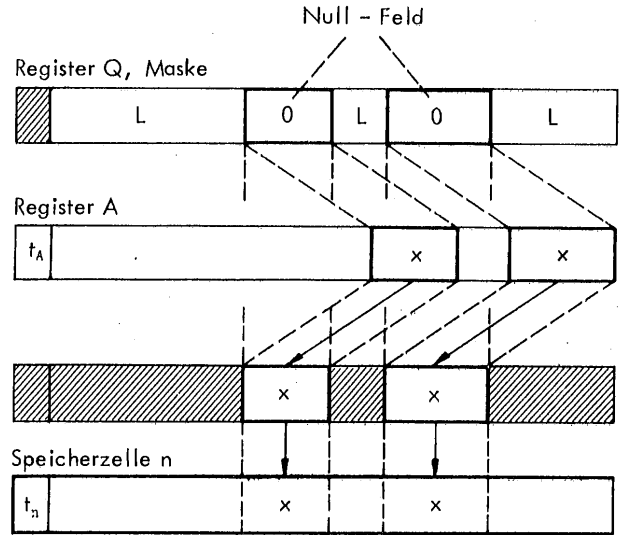 Null - Feld
Register Q, Maske
L 0 L 0 L
Register A
tA x x
x x
Speicherzelle n
tn x x